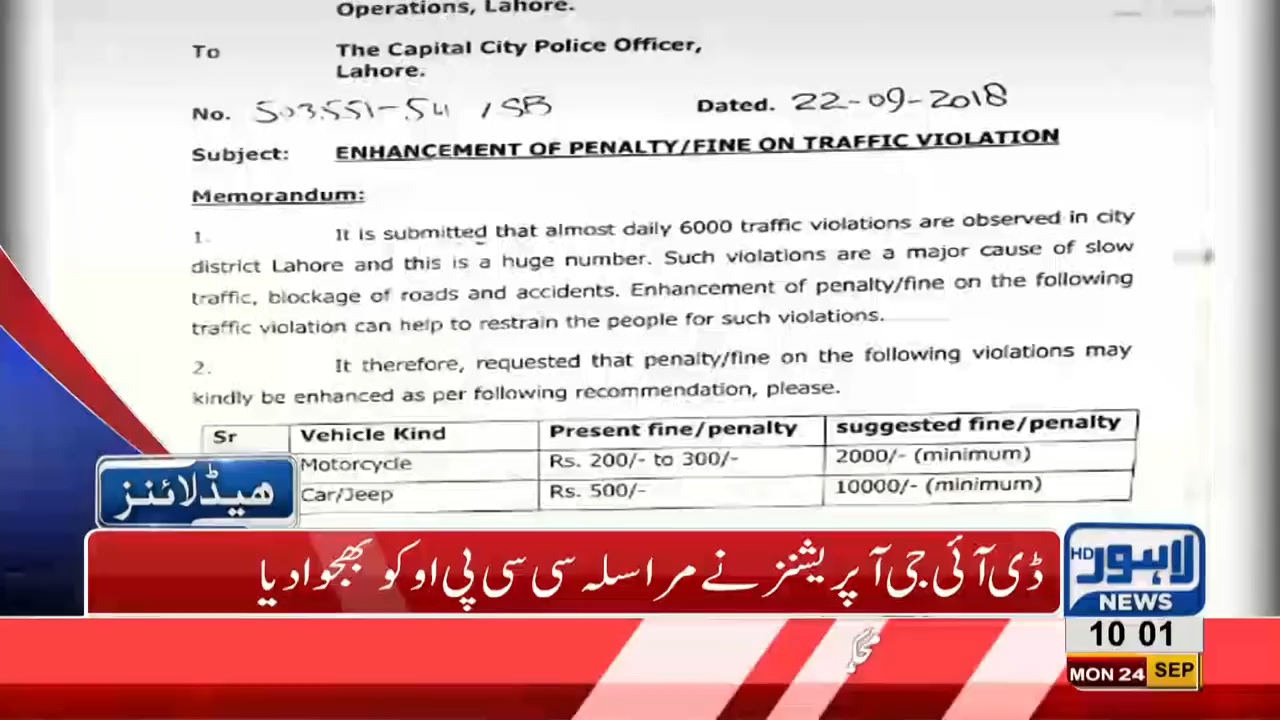 Operations, Lahore.
To The Capital City Police Officer,
Lahore.
No. 503551-54 /SB Dated. 22-09-2018
Subject: ENHANCEMENT OF PENALTY/FINE ON TRAFFIC VIOLATION
Memorandum:
1. It is submitted that almost daily 6000 traffic violations are observed in city
district Lahore and this is a huge number. Such violations are a major cause of slow
traffic, blockage of roads and accidents. Enhancement of penalty/fine on the following
traffic violation can help to restrain the people for such violations.
2. It therefore, requested that penalty/fine on the following violations may
kindly be enhanced as per following recommendation, please.
Sr Vehicle Kind Present fine/penalty suggested fine/penalty
Motorcycle Rs. 200/- to 300/- 2000/- (minimum)
Car/Jeep Rs. 500/- 10000/- (minimum)
ہیڈلائنز
ڈی آئی جی آپریشنز نے مراسلہ سی سی پی او کو بھجوا دیا
لاہور HD
NEWS
10 01
MON 24 SEP